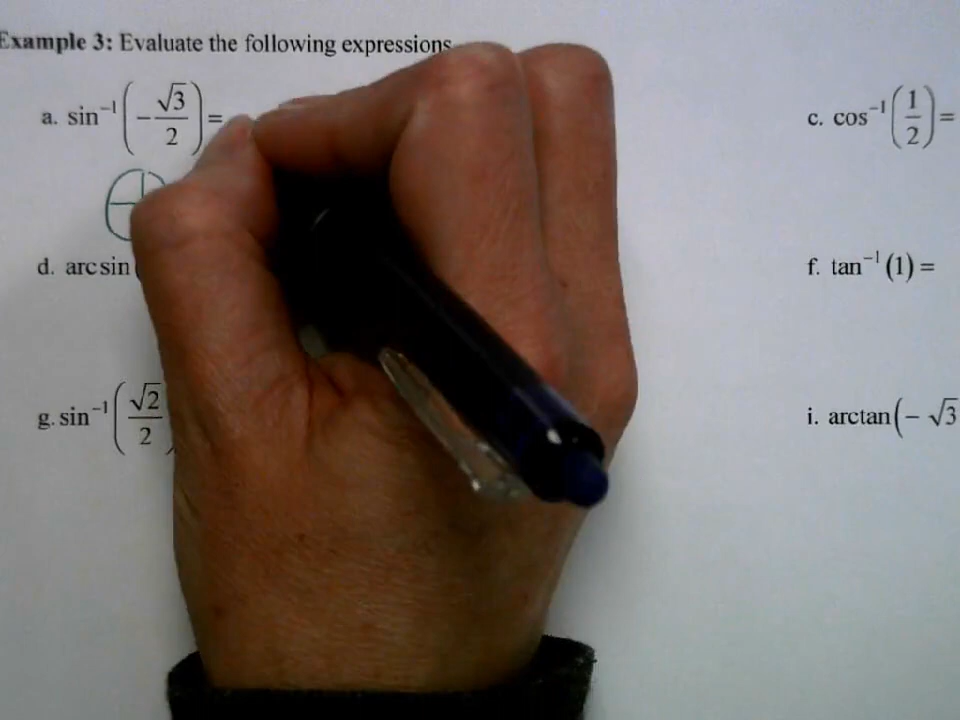 Example 3: Evaluate the following expressions
a. sin⁻¹(-√3/2)= c. cos⁻¹(1/2)=
d. arcsin f. tan⁻¹(1)=
g. sin⁻¹(√2/2 i. arctan(-√3